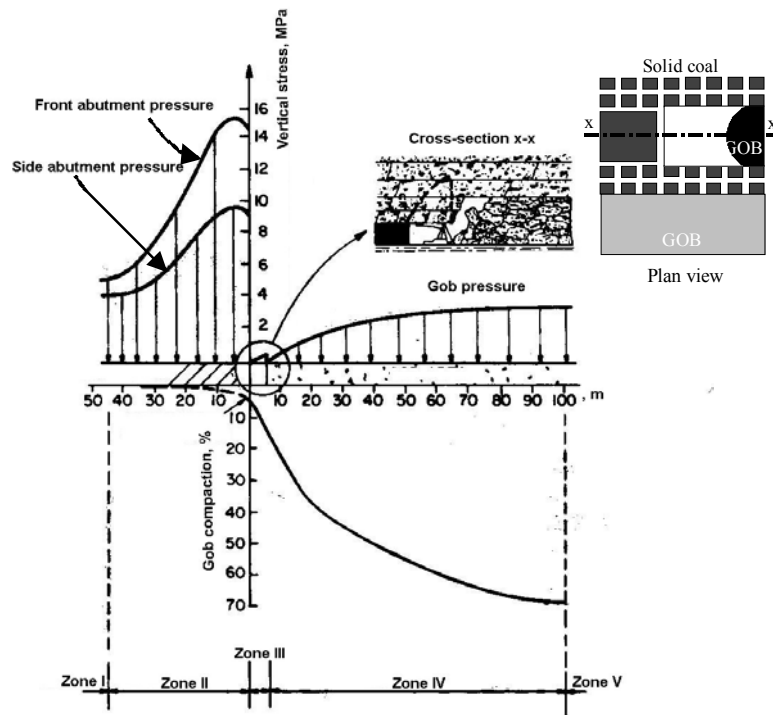 Vertical stress, MPa
Front abutment pressure
Side abutment pressure
16
14
12
10
8
6
4
2
Cross-section x-x
Gob pressure
Solid coal
x
x
GOB
GOB
Plan view
50 40 30 20 10 10 20 30 40 50 60 70 80 90 100 , m
Gob compaction, %
10
20
30
40
50
60
70
Zone III
Zone I
Zone II
Zone IV
Zone V